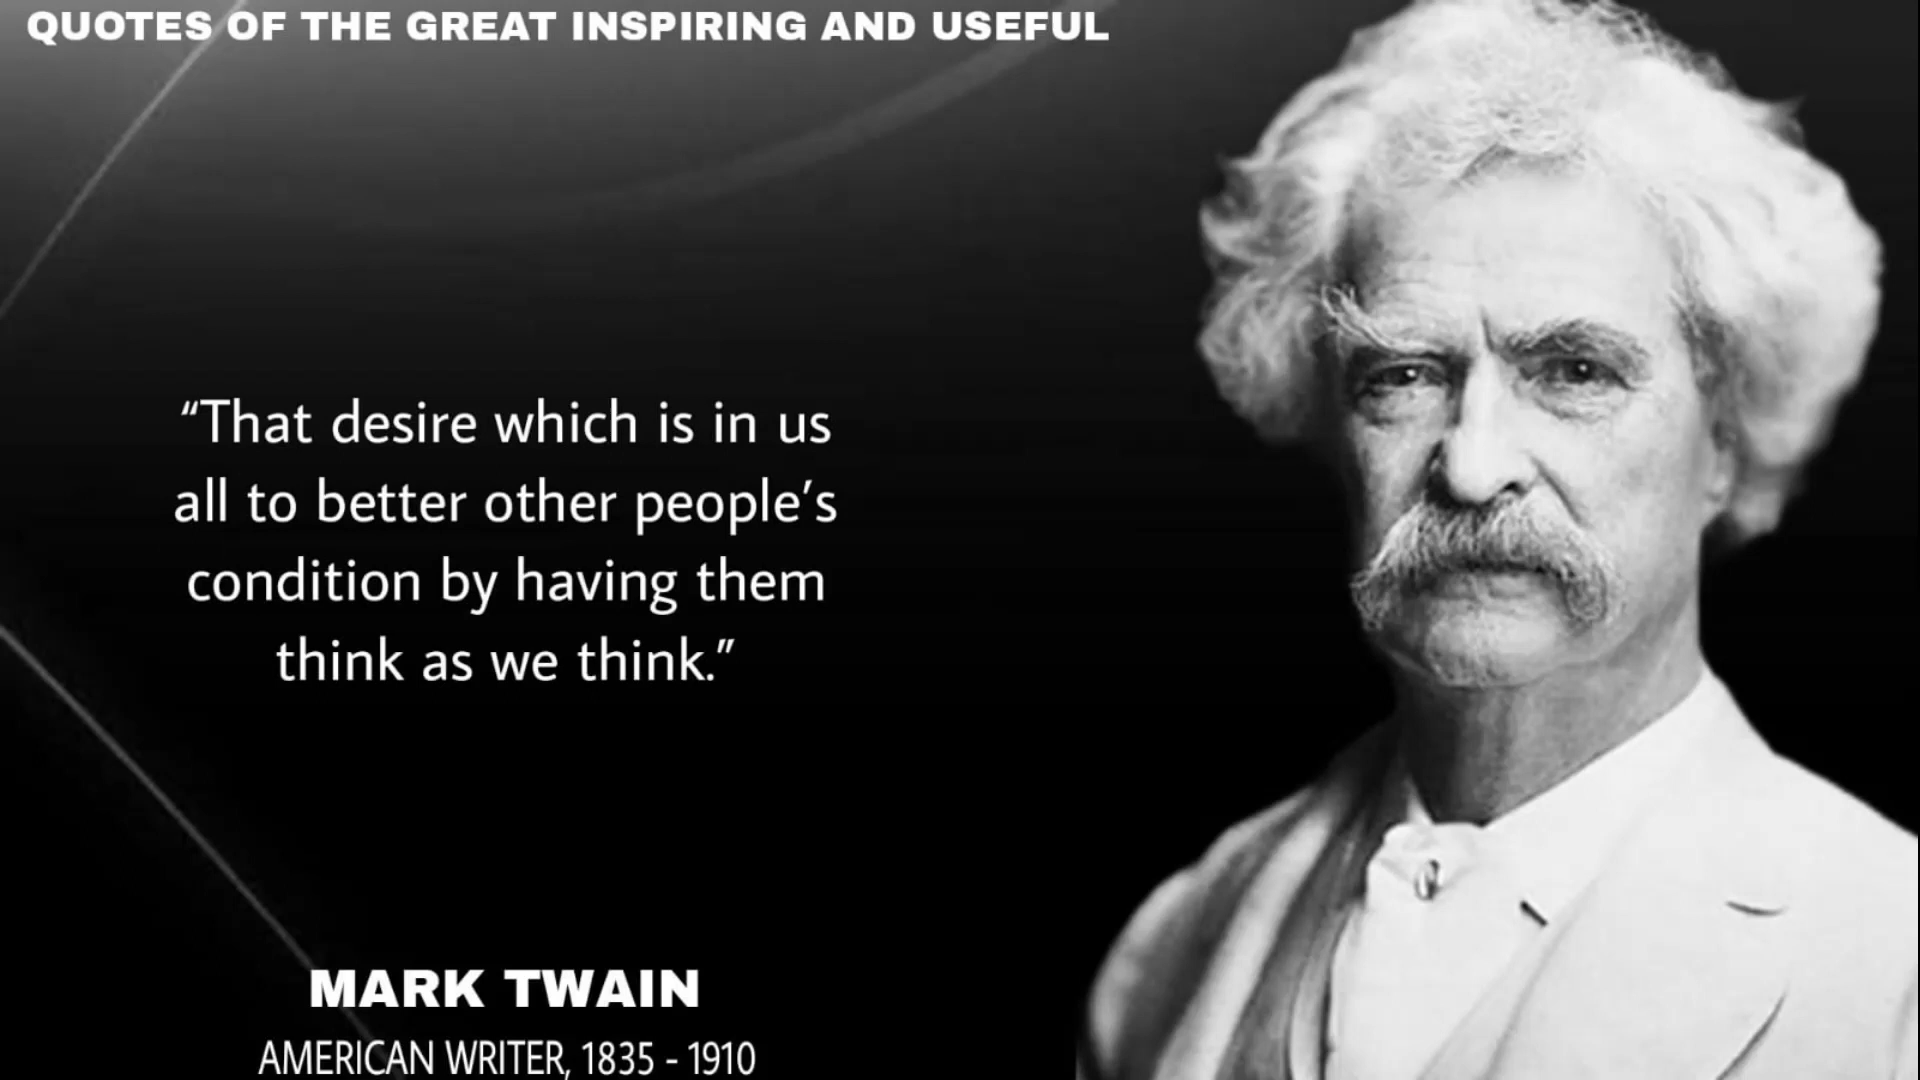 QUOTES OF THE GREAT INSPIRING AND USEFUL
“That desire which is in us
all to better other people’s
condition by having them
think as we think.”
MARK TWAIN
AMERICAN WRITER, 1835 - 1910